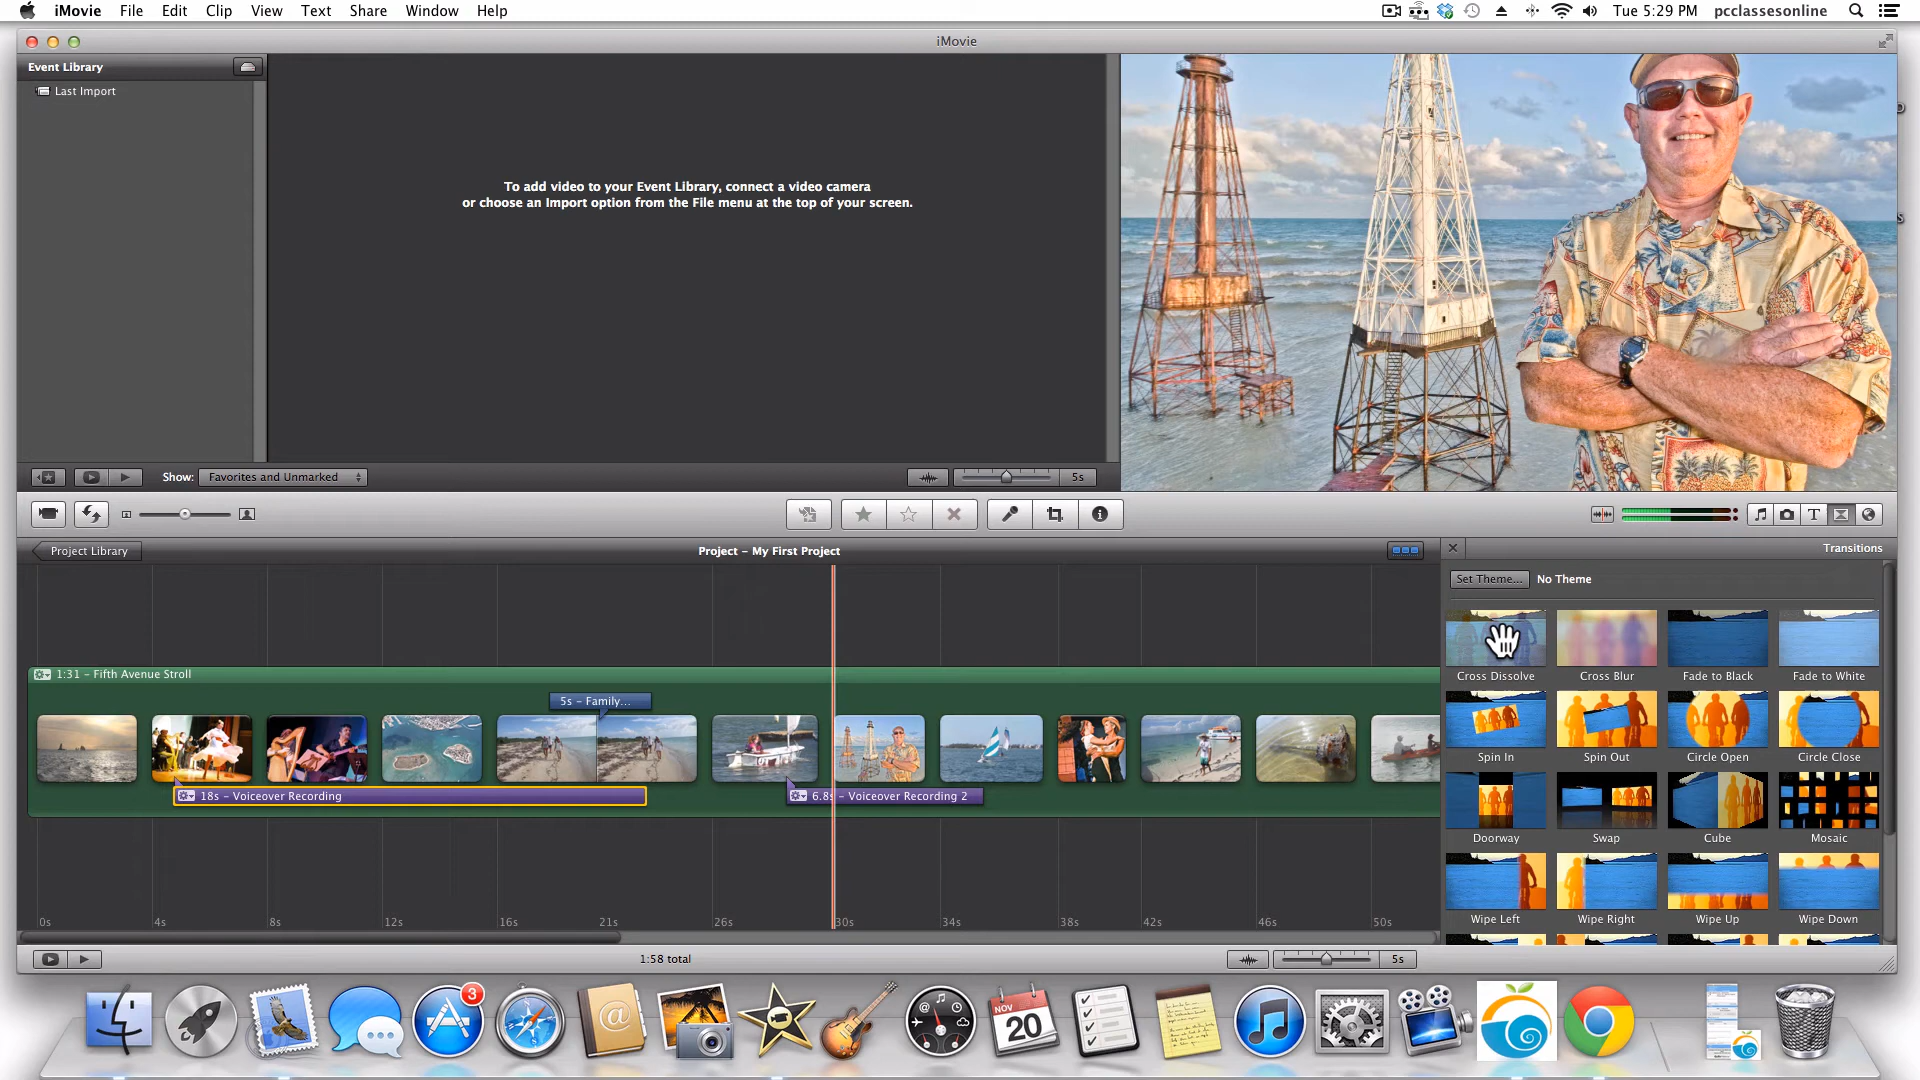 iMovie File Edit Clip View Text Share Window Help Tue 5:29 PM pcclassesonline
iMovie
Event Library
Last Import
To add video to your Event Library, connect a video camera
or choose an Import option from the File menu at the top of your screen.
Show: Favorites and Unmarked 5s
Project Library Project - My First Project
Transitions
Set Theme... No Theme
Cross Dissolve Cross Blur Fade to Black Fade to White
Spin In Spin Out Circle Open Circle Close
Doorway Swap Cube Mosaic
Wipe Left Wipe Right Wipe Up Wipe Down
1:31 - Fifth Avenue Stroll
5s - Family...
18s - Voiceover Recording 6.8s - Voiceover Recording 2
0s 4s 8s 12s 16s 21s 26s 30s 34s 38s 42s 46s 50s
1:58 total 5s
3
NOV
20